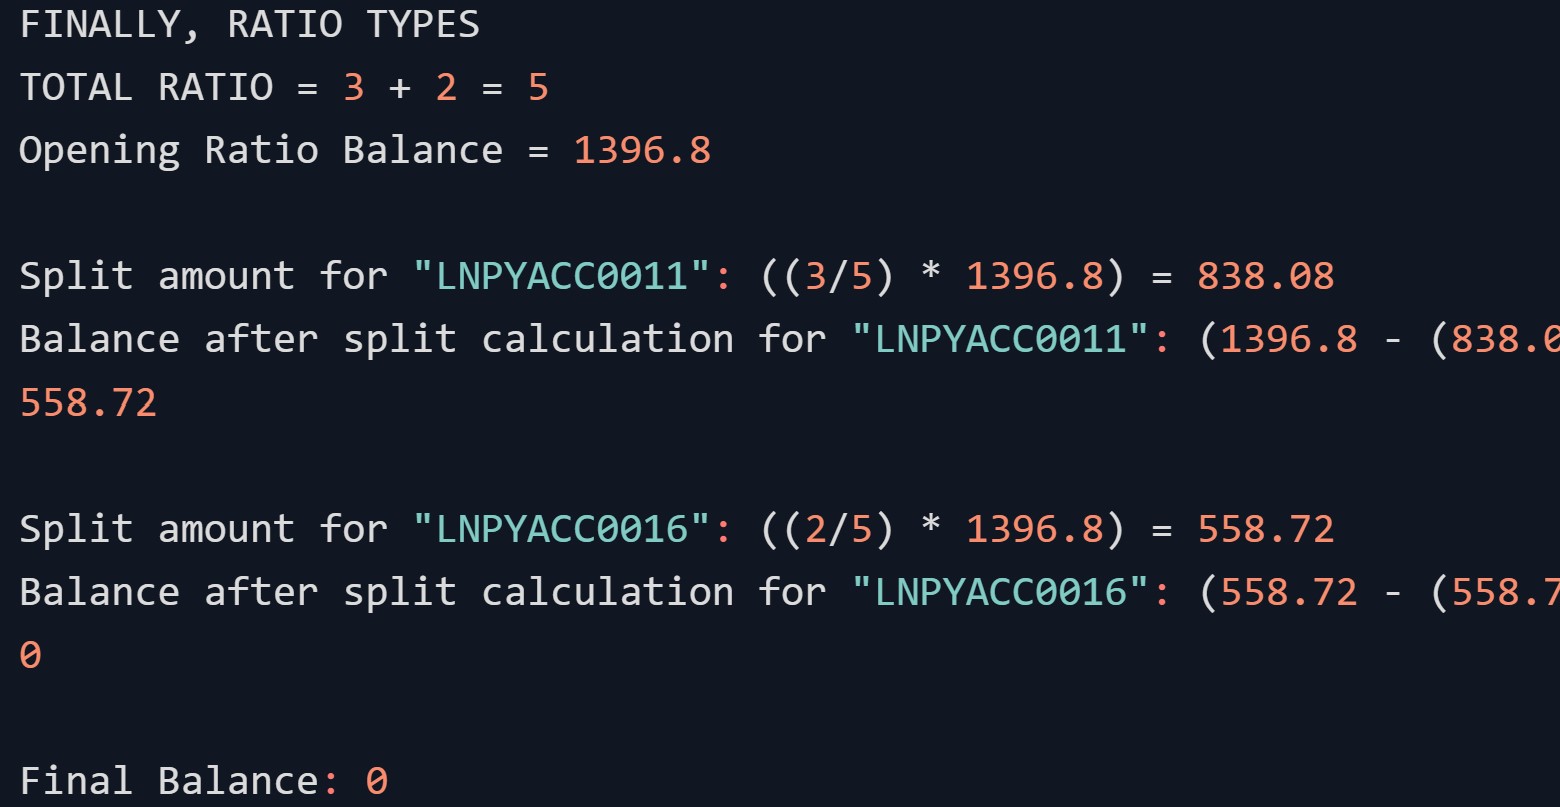 FINALLY, RATIO TYPES
TOTAL RATIO = 3 + 2 = 5
Opening Ratio Balance = 1396.8
Split amount for "LNPYACC0011": ((3/5) * 1396.8) = 838.08
Balance after split calculation for "LNPYACC0011": (1396.8 - (838.0
558.72
Split amount for "LNPYACC0016": ((2/5) * 1396.8) = 558.72
Balance after split calculation for "LNPYACC0016": (558.72 - (558.7
0
Final Balance: 0